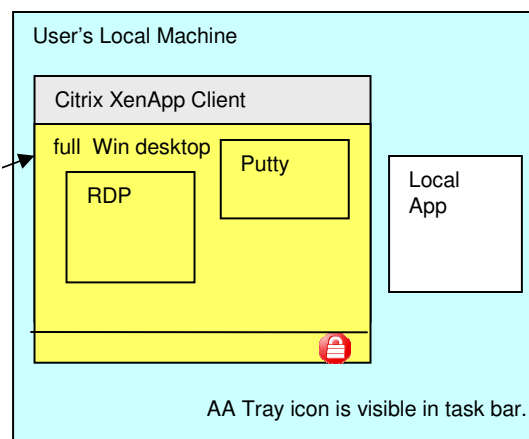 User's Local Machine
Citrix XenApp Client
full Win desktop
Putty
RDP
Local
App
AA Tray icon is visible in task bar.